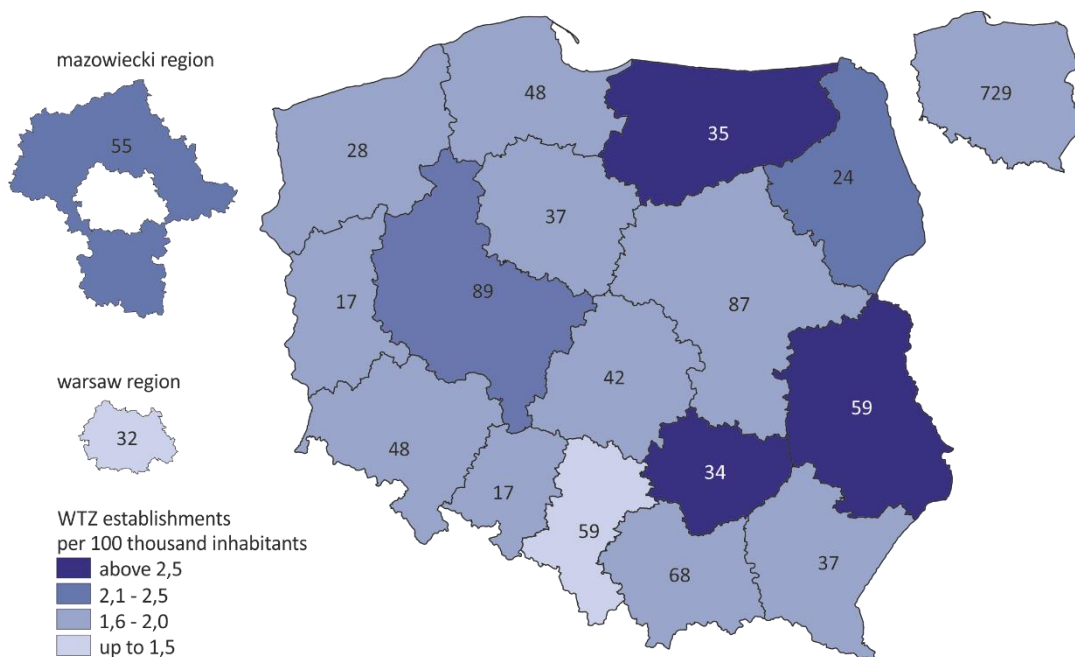 mazowiecki region
55
warsaw region
32
WTZ establishments
per 100 thousand inhabitants
above 2,5
2,1 - 2,5
1,6 - 2,0
up to 1,5
48
35
729
28
24
37
17
89
87
42
59
48
34
17
59
37
68